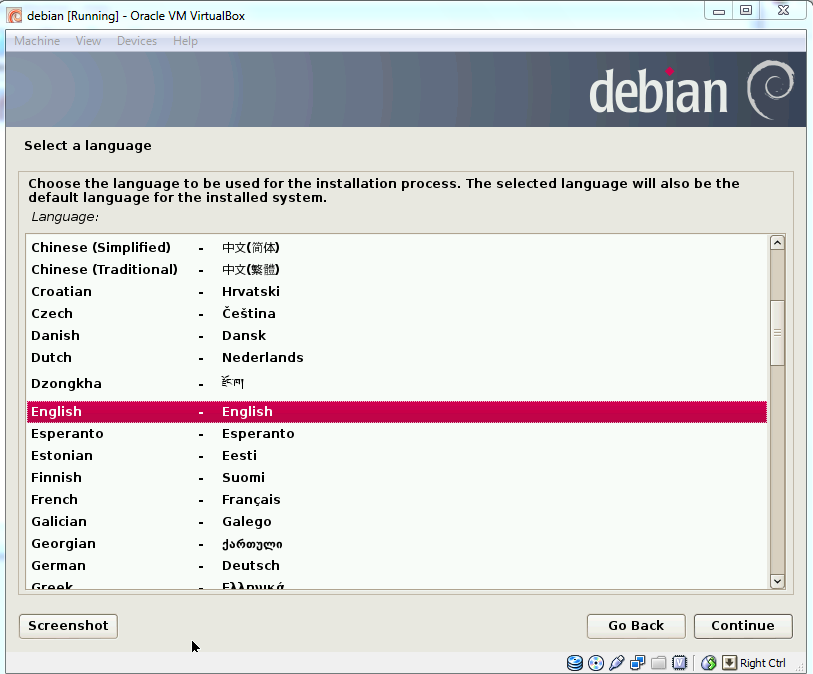 debian [Running] - Oracle VM VirtualBox
Machine View Devices Help
debian
Select a language
Choose the language to be used for the installation process. The selected language will also be the
default language for the installed system.
Language:
Chinese (Simplified) - 中文(简体)
Chinese (Traditional) - 中文(繁體)
Croatian - Hrvatski
Czech - Čeština
Danish - Dansk
Dutch - Nederlands
Dzongkha - རྫོང་ཁ།
English - English
Esperanto - Esperanto
Estonian - Eesti
Finnish - Suomi
French - Français
Galician - Galego
Georgian - ქართული
German - Deutsch
Greek - Ελληνικά
Screenshot Go Back Continue
Right Ctrl